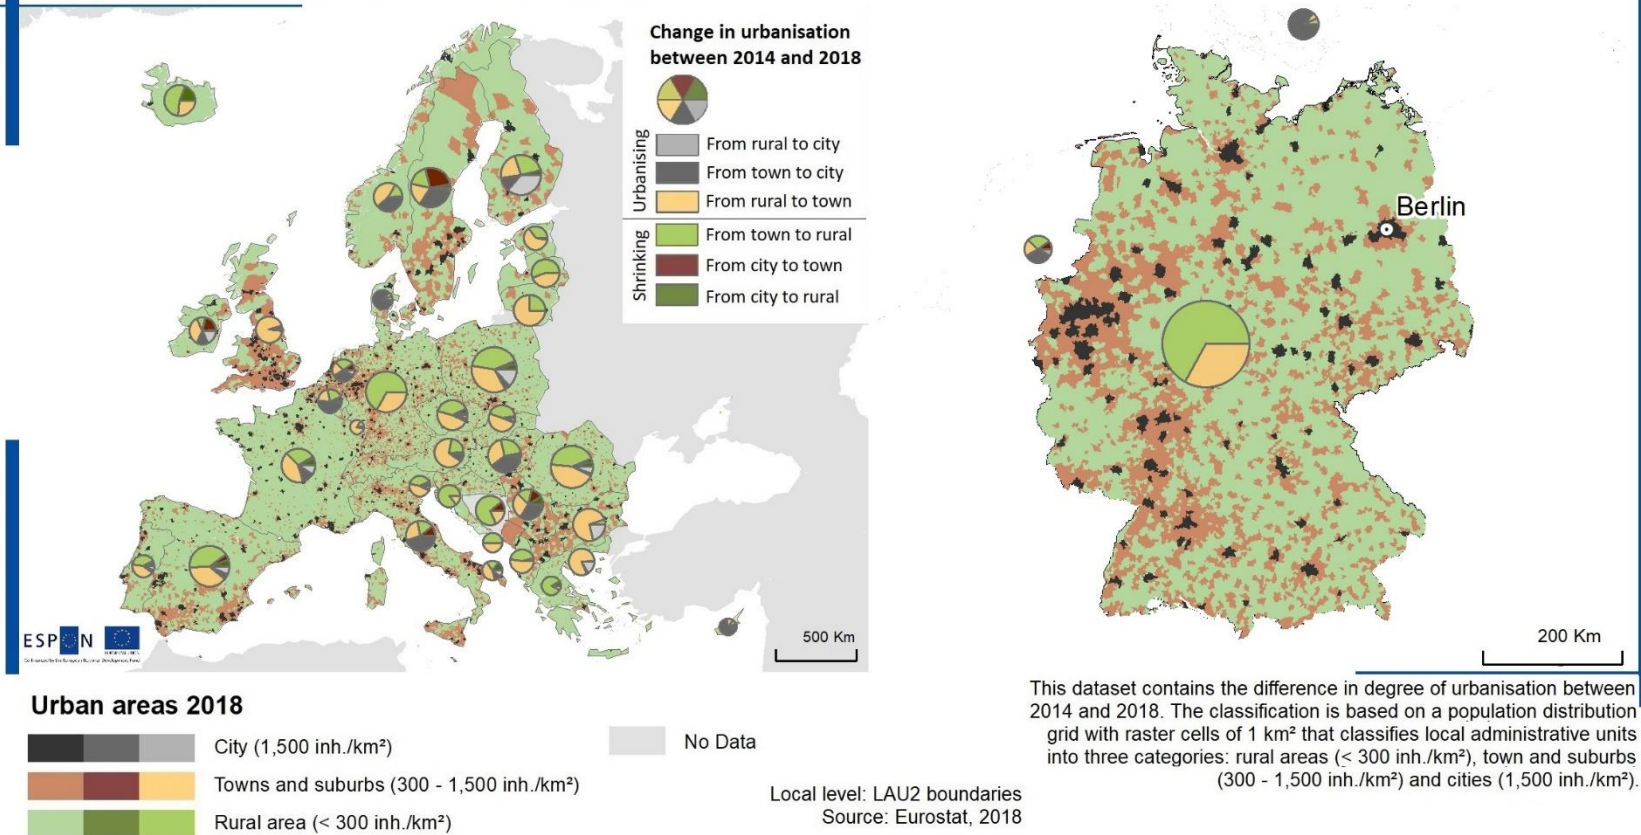 Change in urbanisation
between 2014 and 2018
Urbanising
From rural to city
From town to city
From rural to town
Shrinking
From town to rural
From city to town
From city to rural
Berlin
ESPON
500 Km
200 Km
Urban areas 2018
City (1,500 inh./km²)
Towns and suburbs (300 - 1,500 inh./km²)
Rural area (< 300 inh./km²)
No Data
Local level: LAU2 boundaries
Source: Eurostat, 2018
This dataset contains the difference in degree of urbanisation between
2014 and 2018. The classification is based on a population distribution
grid with raster cells of 1 km² that classifies local administrative units
into three categories: rural areas (< 300 inh./km²), town and suburbs
(300 - 1,500 inh./km²) and cities (1,500 inh./km²).